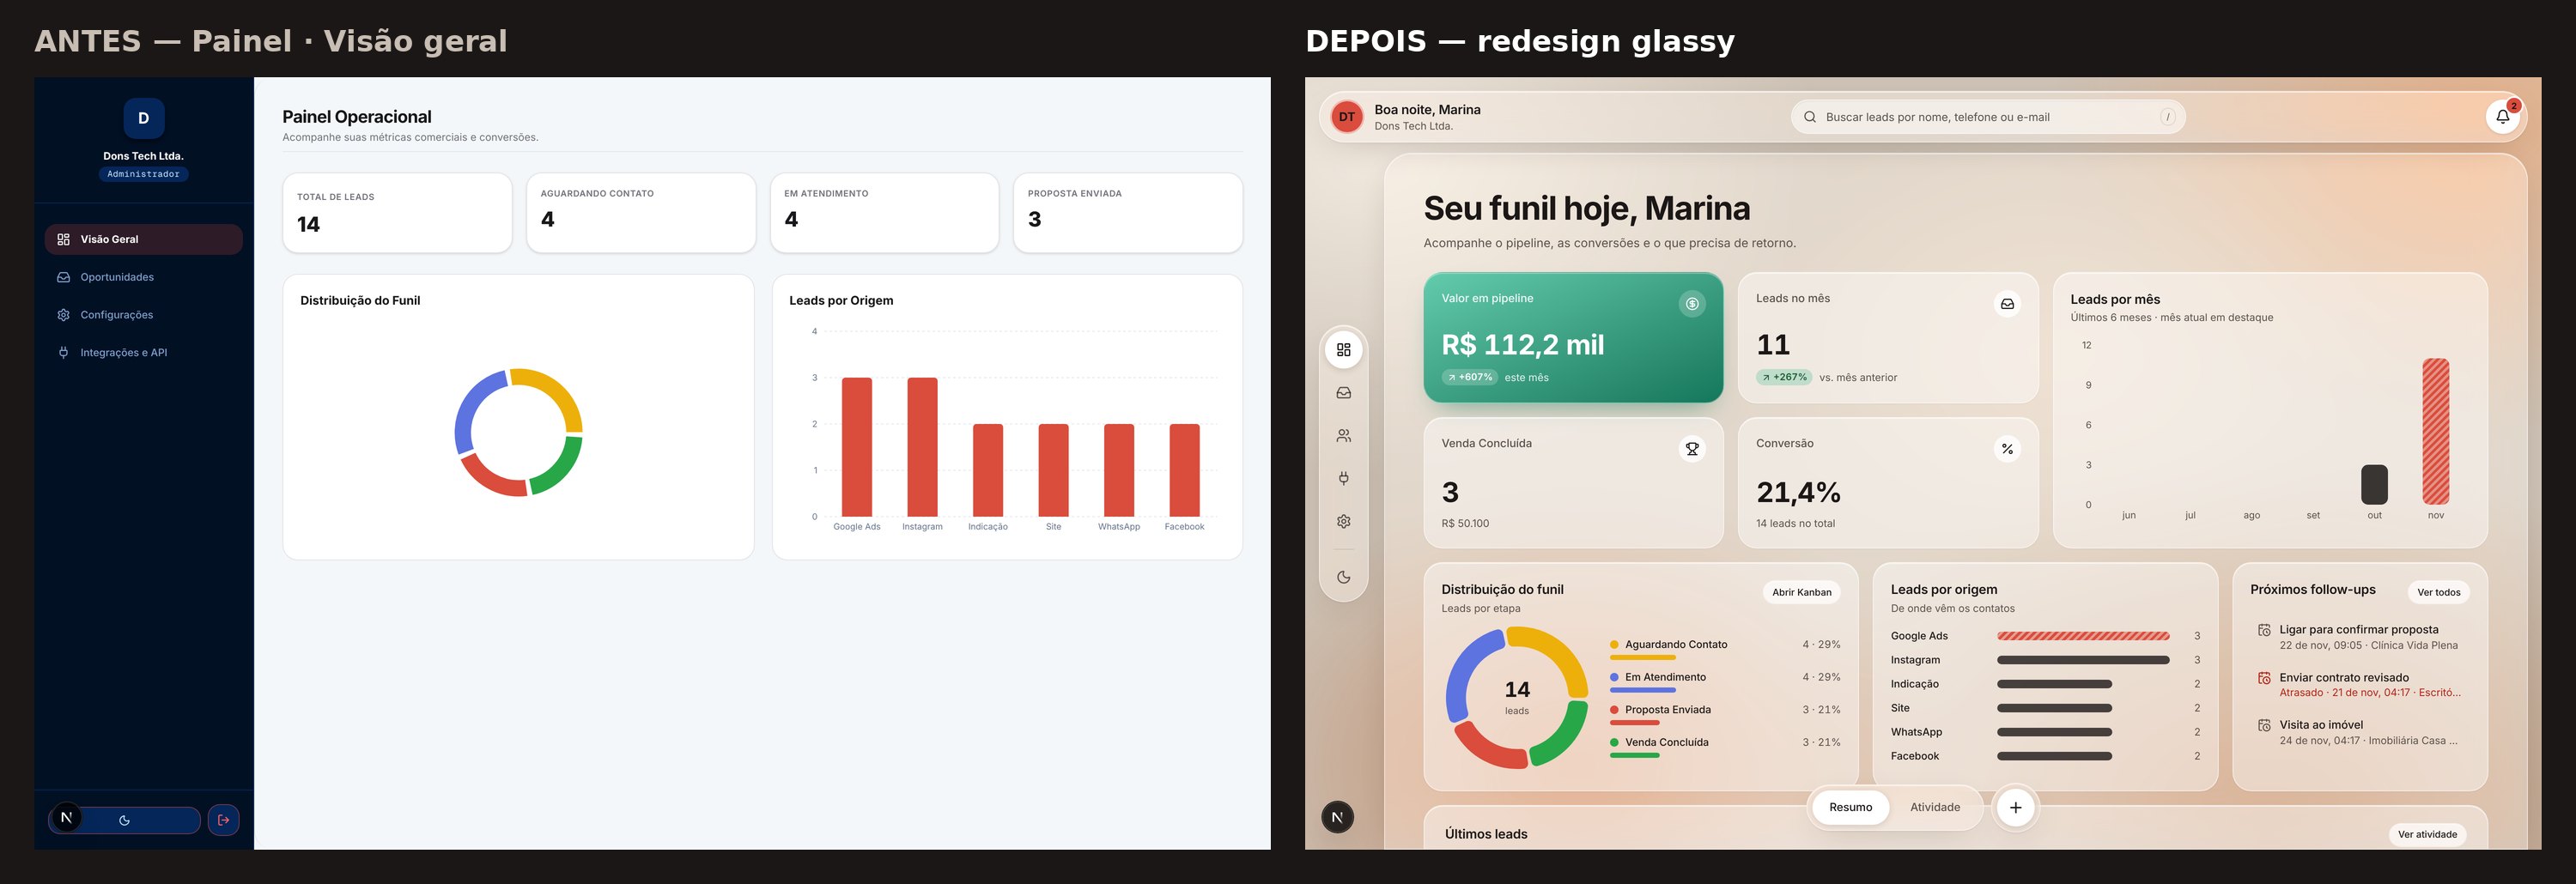 ANTES — Painel · Visão geral
D
Dons Tech Ltda.
Administrador
Visão Geral
Oportunidades
Configurações
Integrações e API
N
Painel Operacional
Acompanhe suas métricas comerciais e conversões.
TOTAL DE LEADS
14
AGUARDANDO CONTATO
4
EM ATENDIMENTO
4
PROPOSTA ENVIADA
3
Distribuição do Funil
Leads por Origem
4
3
2
1
0
Google Ads Instagram Indicação Site WhatsApp Facebook
DEPOIS — redesign glassy
DT
Boa noite, Marina
Dons Tech Ltda.
Buscar leads por nome, telefone ou e-mail
/
2
Seu funil hoje, Marina
Acompanhe o pipeline, as conversões e o que precisa de retorno.
Valor em pipeline
R$ 112,2 mil
+607% este mês
Leads no mês
11
+267% vs. mês anterior
Venda Concluída
3
R$ 50.100
Conversão
21,4%
14 leads no total
Leads por mês
Últimos 6 meses · mês atual em destaque
12
9
6
3
0
jun jul ago set out nov
Distribuição do funil
Leads por etapa
Abrir Kanban
14
leads
Aguardando Contato 4 · 29%
Em Atendimento 4 · 29%
Proposta Enviada 3 · 21%
Venda Concluída 3 · 21%
Leads por origem
De onde vêm os contatos
Google Ads 3
Instagram 3
Indicação 2
Site 2
WhatsApp 2
Facebook 2
Próximos follow-ups
Ver todos
Ligar para confirmar proposta
22 de nov, 09:05 · Clínica Vida Plena
Enviar contrato revisado
Atrasado · 21 de nov, 04:17 · Escritó...
Visita ao imóvel
24 de nov, 04:17 · Imobiliária Casa ...
N
Resumo
Atividade
+
Últimos leads
Ver atividade